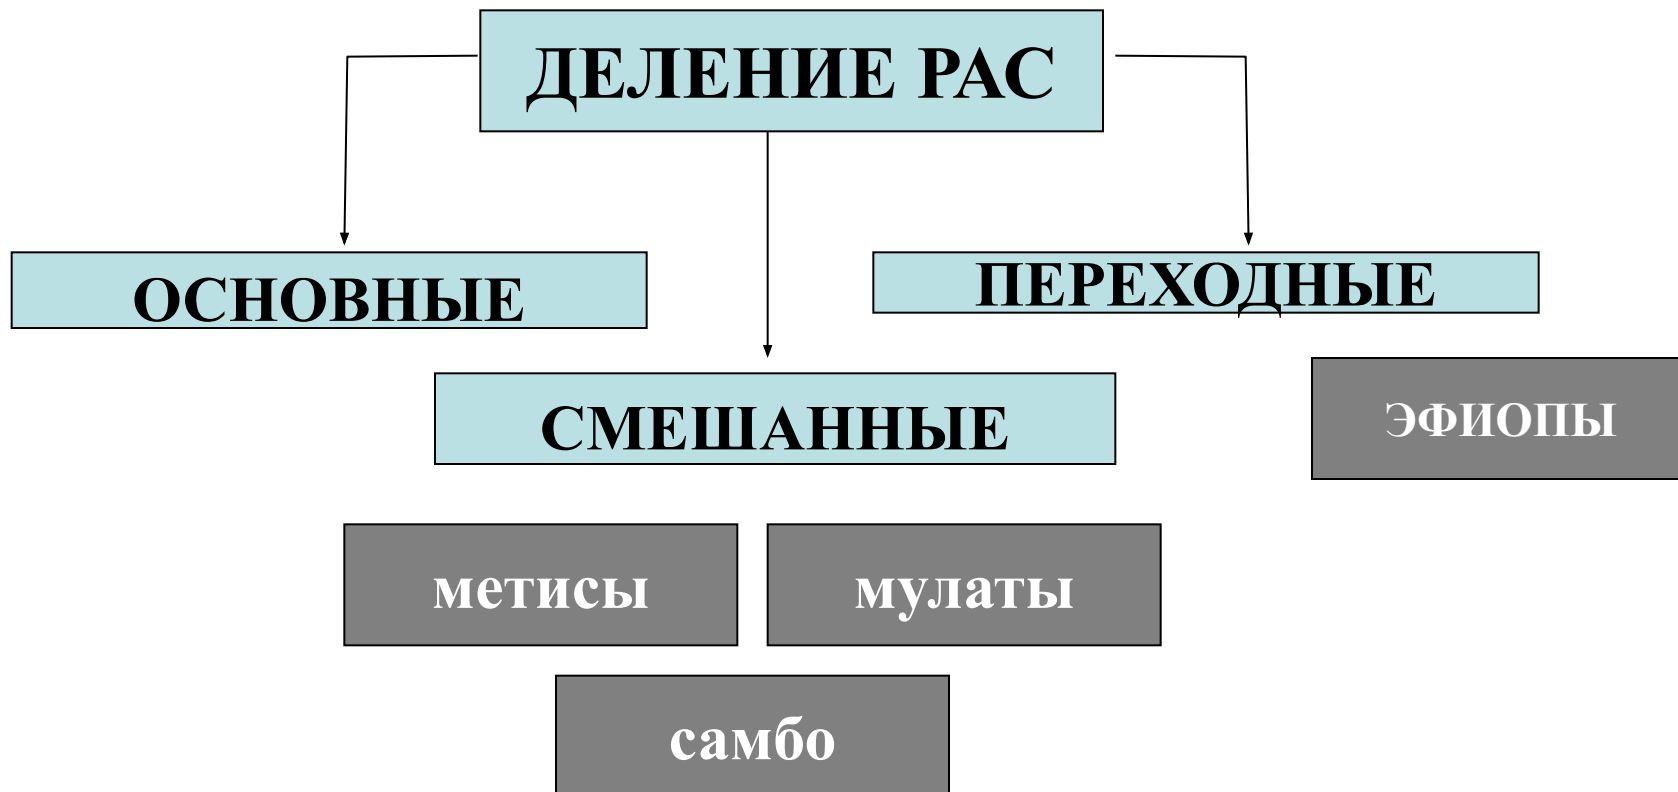 ДЕЛЕНИЕ РАС
ОСНОВНЫЕ
ПЕРЕХОДНЫЕ
СМЕШАННЫЕ
ЭФИОПЫ
метисы
мулаты
самбо